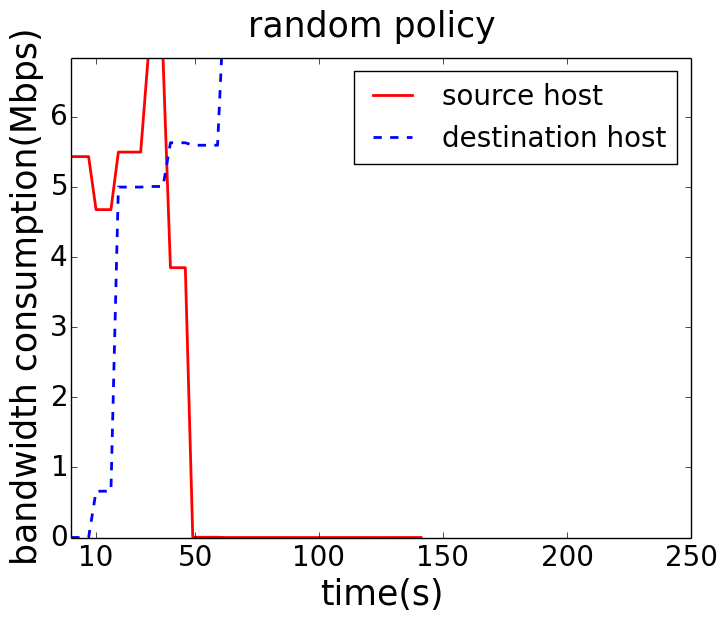 random policy
source host
destination host
bandwidth consumption(Mbps)
6
5
4
3
2
1
0
10 50 100 150 200 250
time(s)